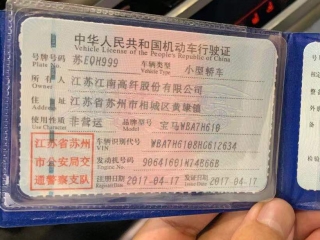 中华人民共和国机动车行驶证
Vehicle License of the People's Republic of China
号牌号码 苏EQH999 车辆类型 小型轿车
Plate No. Vehicle Type
所有人 江苏江南高纤股份有限公司
Owner
住址 江苏省苏州市相城区黄埭镇
Address
使用性质 非营运 品牌型号 宝马WBA7H610
Use Character Model
江苏省苏州
市公安局交
通警察支队
车辆识别代号 WBA7H6108HG612634
VIN
发动机号码
Engine No.
注册日期 2017-04-17 发证日期 2017-04-17
Register Date Issue Date